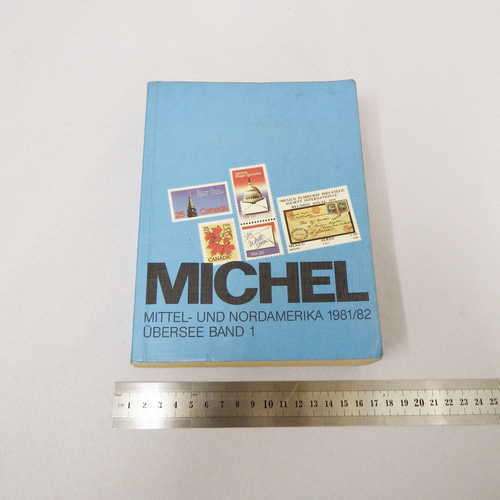 CANADA
MICHEL
MITTEL- UND NORDAMERIKA 1981/82
ÜBERSEE BAND 1
1 2 3 4 5 6 7 8 9 10 11 12 13 14 15 16 17 18 19 20 21 22 23 24 25